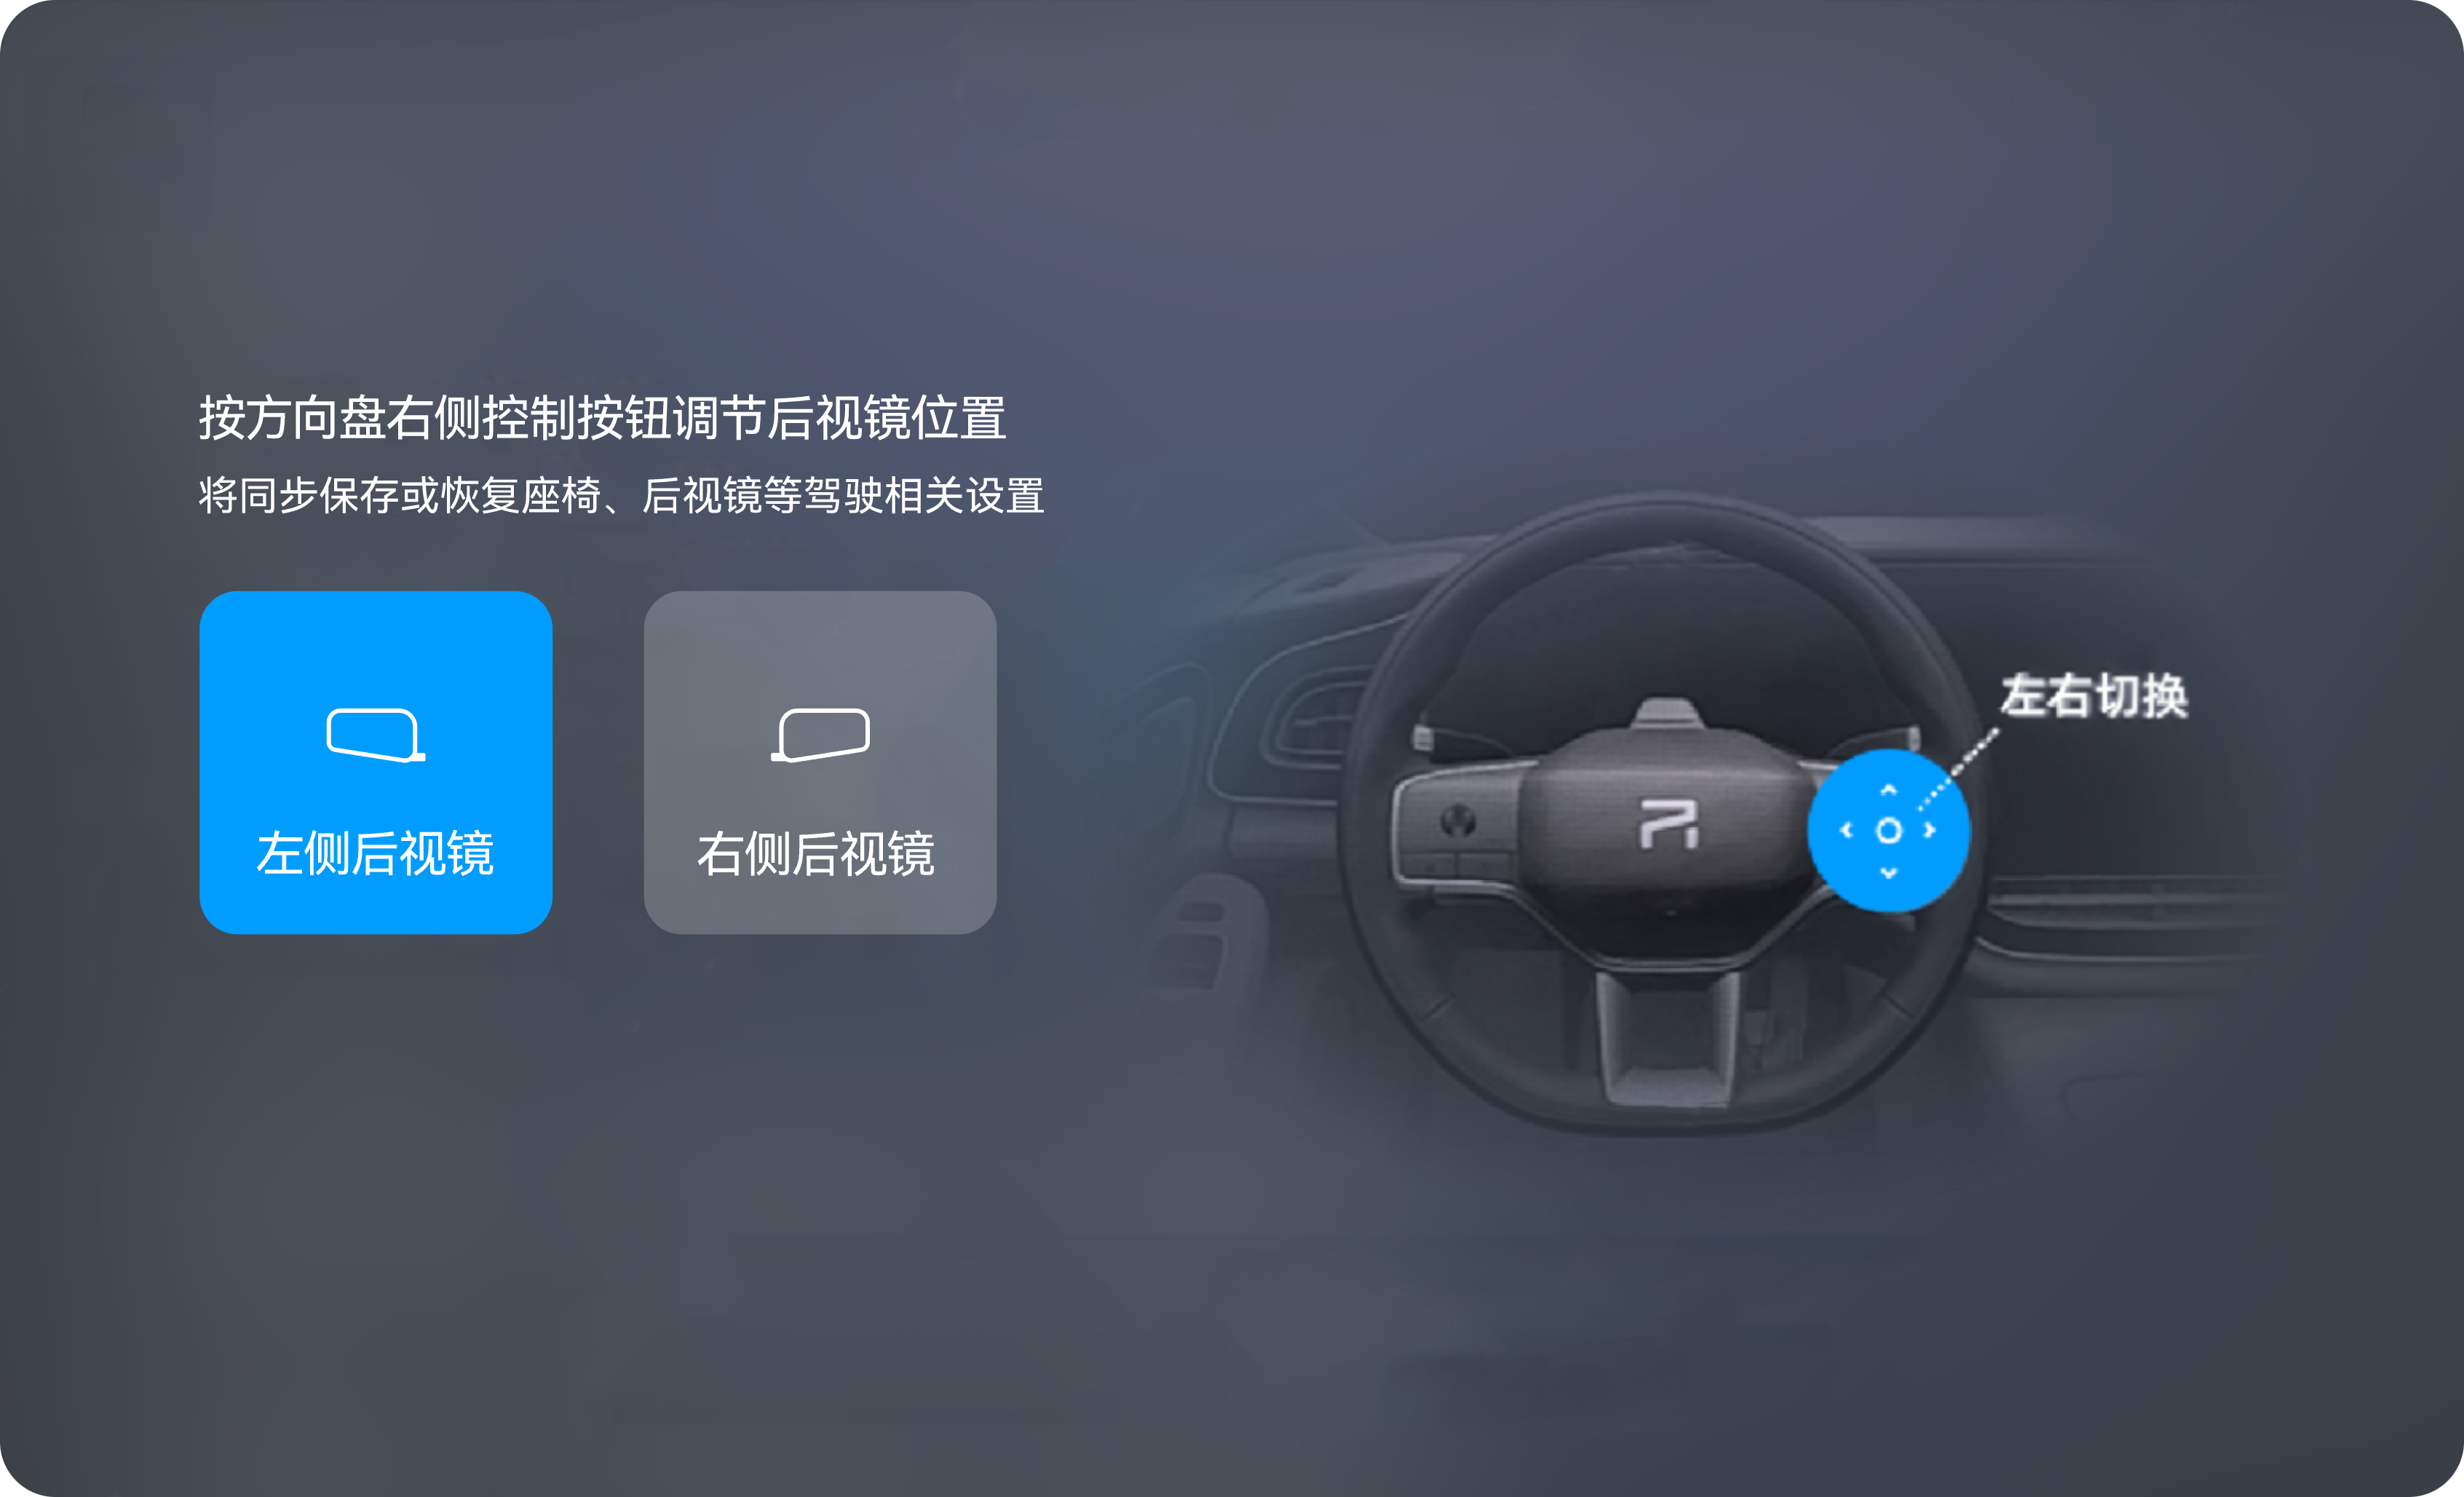 按方向盘右侧控制按钮调节后视镜位置
将同步保存或恢复座椅、后视镜等驾驶相关设置
左侧后视镜
右侧后视镜
左右切换